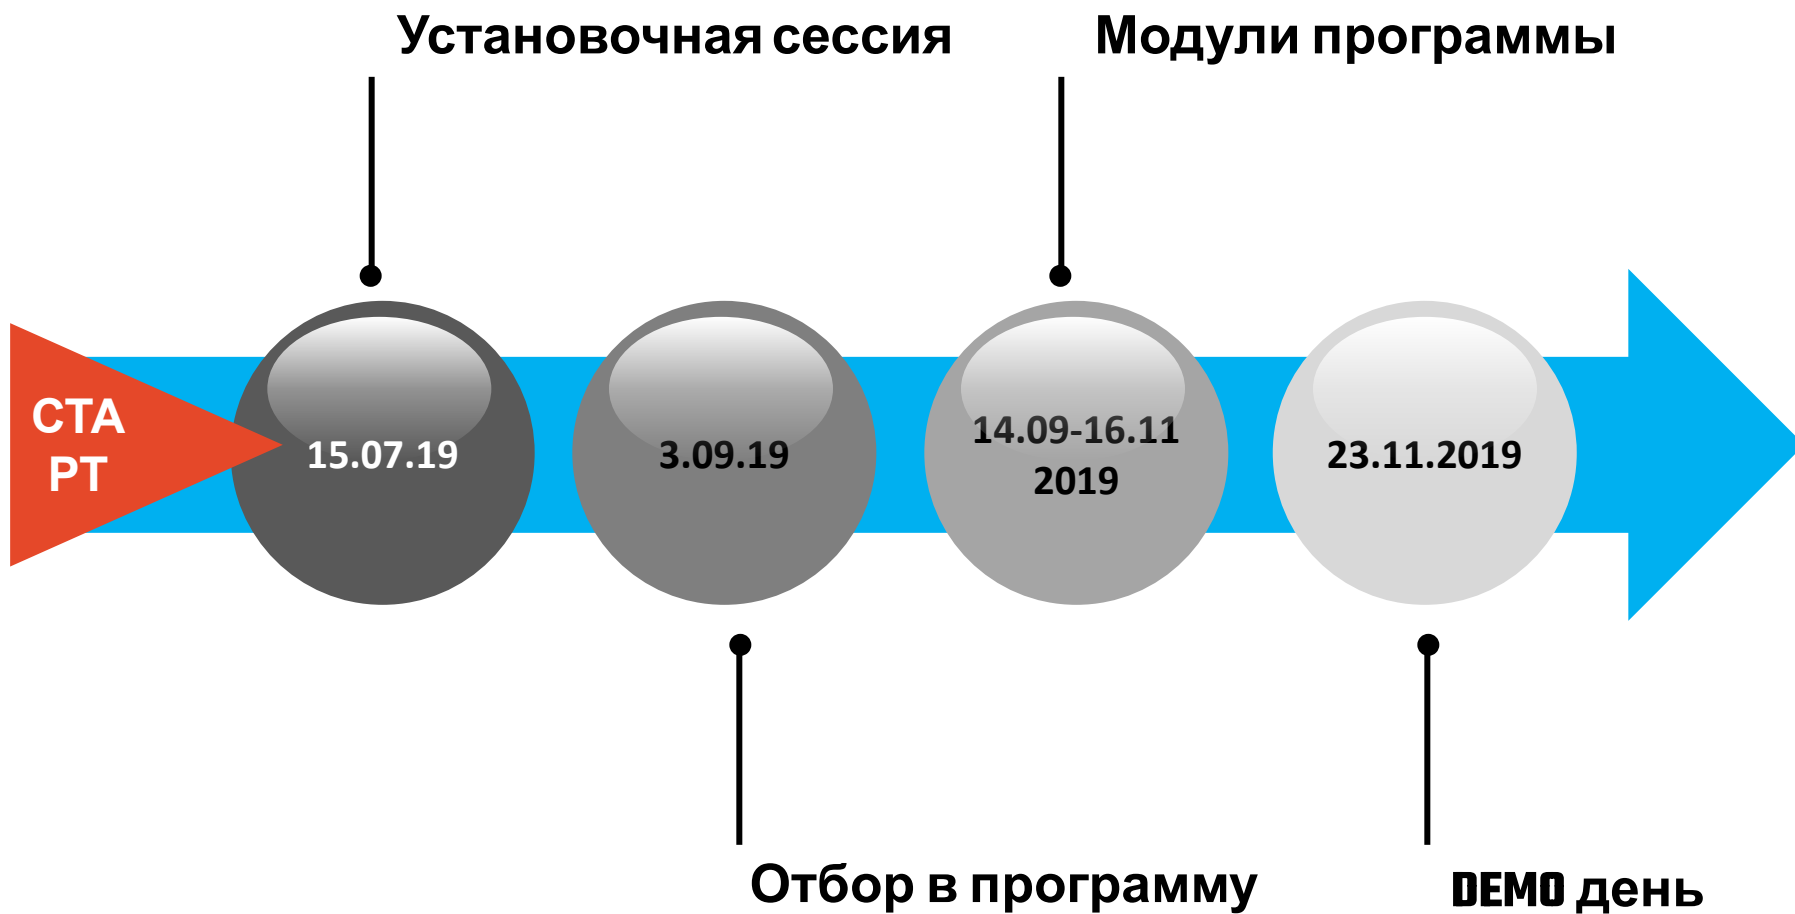 Установочная сессия
Модули программы
СТА
РТ
15.07.19
3.09.19
14.09-16.11
2019
23.11.2019
Отбор в программу
DEMO день